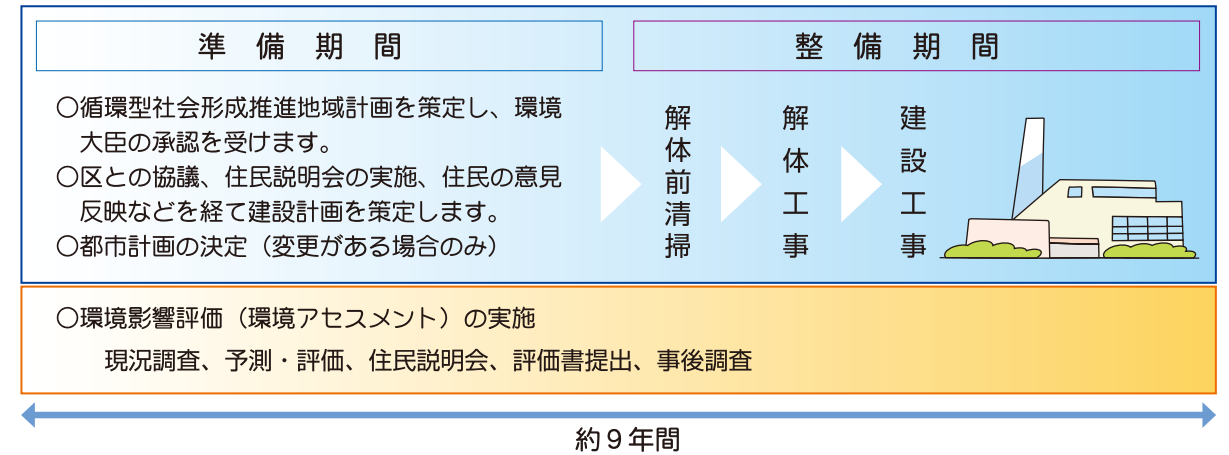 準備期間
整備期間
〇循環型社会形成推進地域計画を策定し、環境
大臣の承認を受けます。
〇区との協議、住民説明会の実施、住民の意見
反映などを経て建設計画を策定します。
〇都市計画の決定（変更がある場合のみ）
解体前清掃
解体工事
建設工事
〇環境影響評価（環境アセスメント）の実施
現況調査、予測・評価、住民説明会、評価書提出、事後調査
約９年間